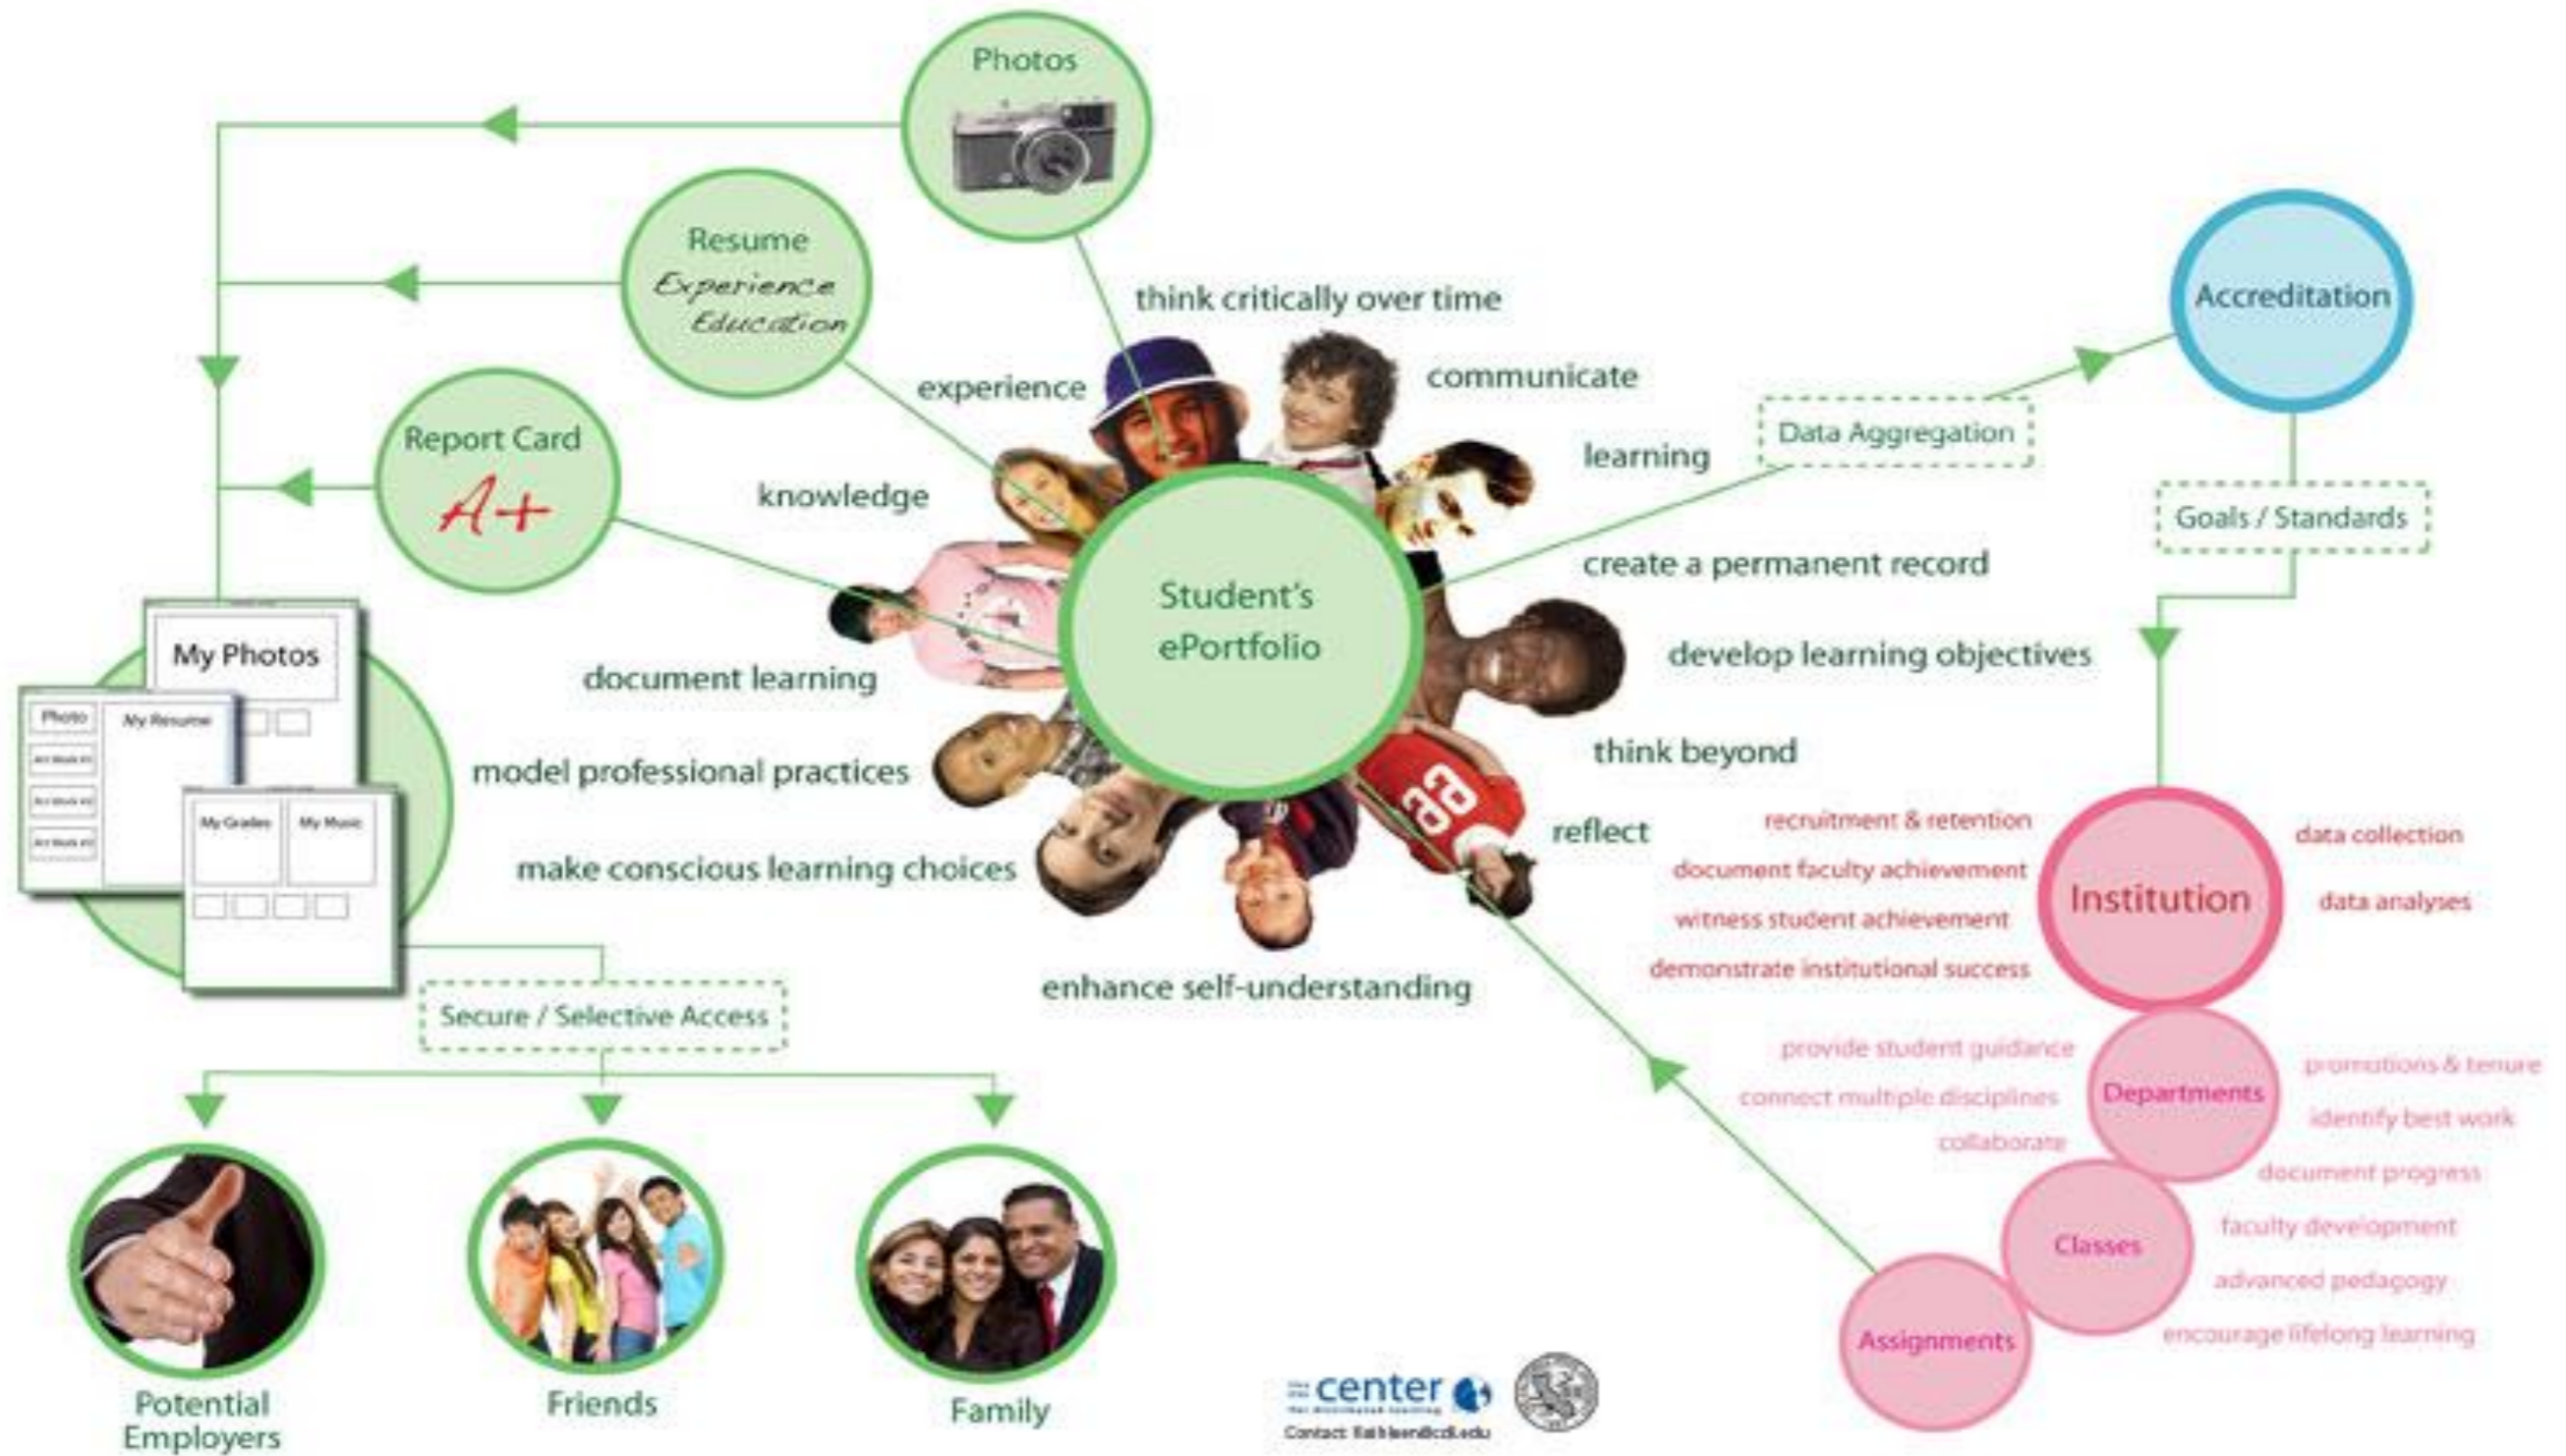 Photos
Resume
Experience
Education
Report Card
A+
think critically over time
experience
communicate
learning
knowledge
Data Aggregation
Accreditation
Goals / Standards
create a permanent record
Student's
ePortfolio
develop learning objectives
document learning
think beyond
model professional practices
reflect
make conscious learning choices
enhance self-understanding
My Photos
Photo
My Resume
My Grades
My Music
Secure / Selective Access
Potential
Employers
Friends
Family
recruitment & retention
document faculty achievement
witness student achievement
demonstrate institutional success
Institution
data collection
data analyses
provide student guidance
connect multiple disciplines
collaborate
Departments
promotions & tenure
identify best work
document progress
Classes
faculty development
advanced pedagogy
encourage lifelong learning
Assignments
center
Contact: